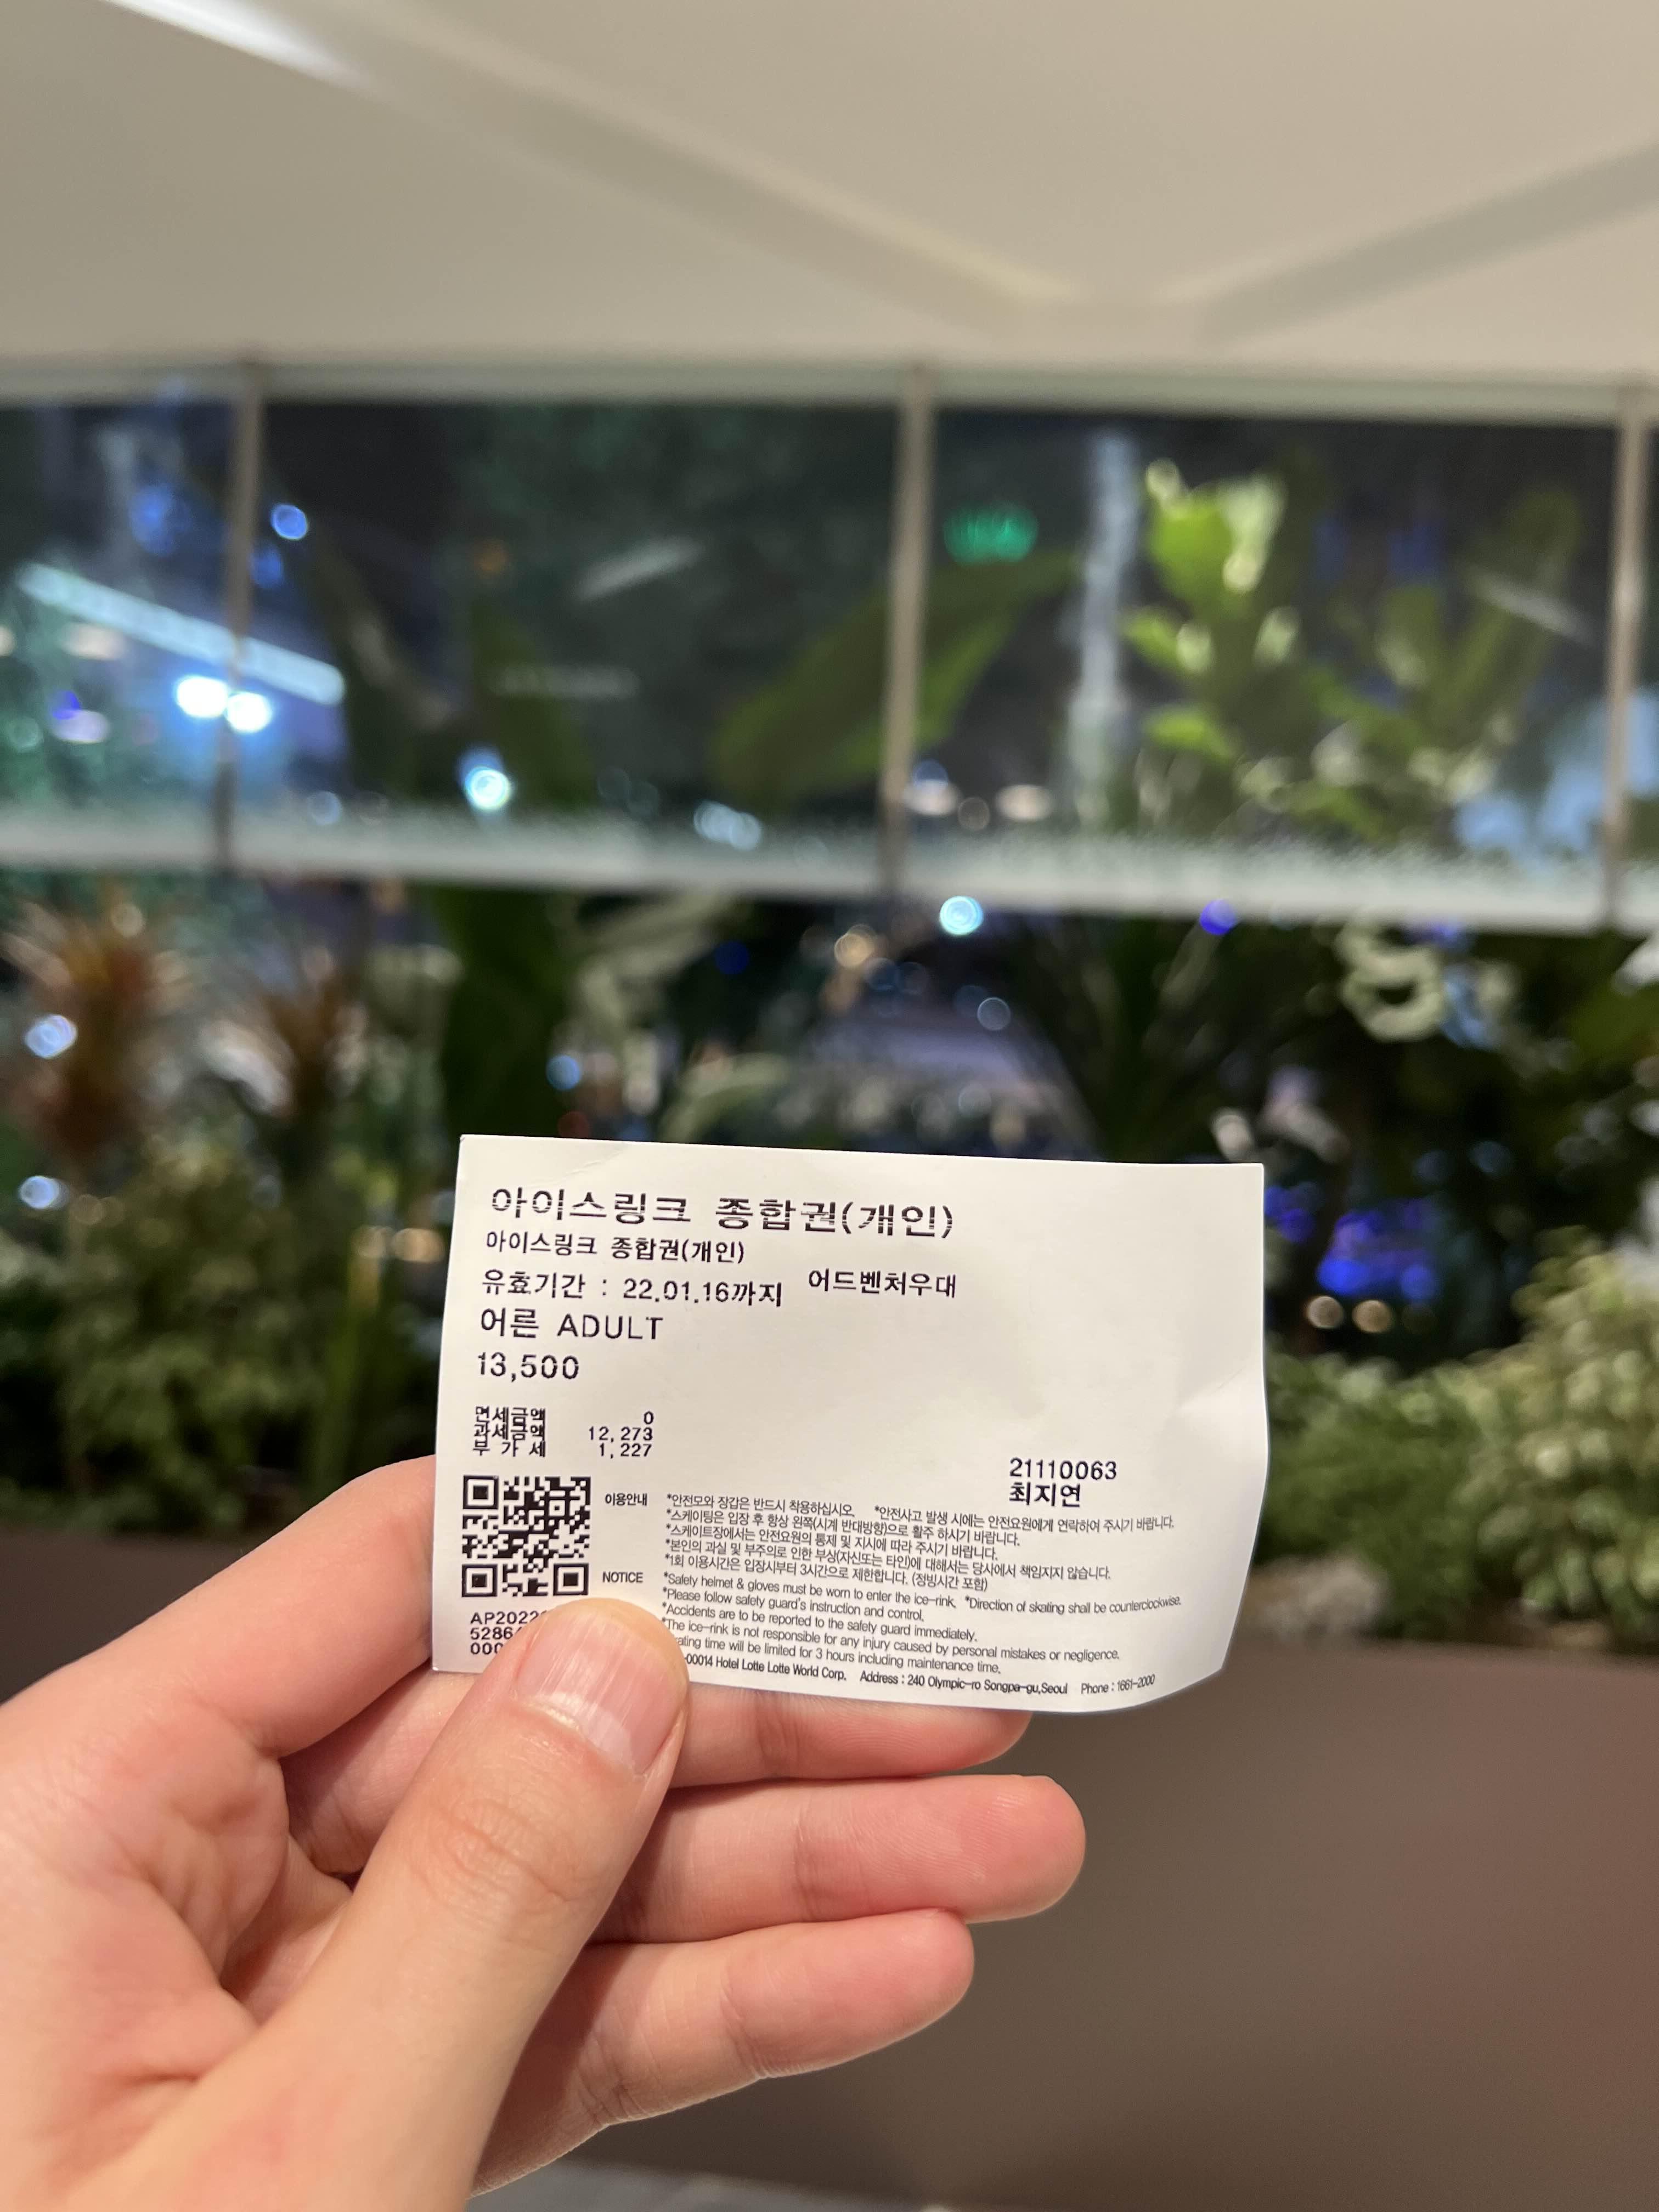 아이스링크 종합권(개인)
아이스링크 종합권(개인)
유효기간 : 22.01.16까지 어드벤처우대
어른 ADULT
13,500
면세금액 0
과세금액 12,273
부 가 세 1,227
21110063
최지연
이용안내 *안전모와 장갑은 반드시 착용하십시오. *안전사고 발생 시에는 안전요원에게 연락하여 주시기 바랍니다.
*스케이팅은 입장 후 항상 왼쪽(시계 반대방향)으로 활주 하시기 바랍니다.
*스케이트장에서는 안전요원의 통제 및 지시에 따라 주시기 바랍니다.
*본인의 과실 및 부주의로 인한 부상(자신또는 타인)에 대해서는 당사에서 책임지지 않습니다.
*1회 이용시간은 입장시부터 3시간으로 제한합니다. (정빙시간 포함)
NOTICE *Safety helmet & gloves must be worn to enter the ice-rink. *Direction of skating shall be counterclockwise.
*Please follow safety guard's instruction and control.
*Accidents are to be reported to the safety guard immediately.
*The ice-rink is not responsible for any injury caused by personal mistakes or negligence.
time will be limited for 3 hours including maintenance time.
-00014 Hotel Lotte Lotte World Corp. Address : 240 Olympic-ro Songpa-gu,Seoul Phone : 1661-2000
AP2022
5286
000